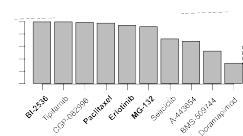 BI-2536
Tipifarnib
CGP-082996
Paclitaxel
Erlotinib
MG-132
Seliciclib
A-443654
BMS-509744
Doramapimod